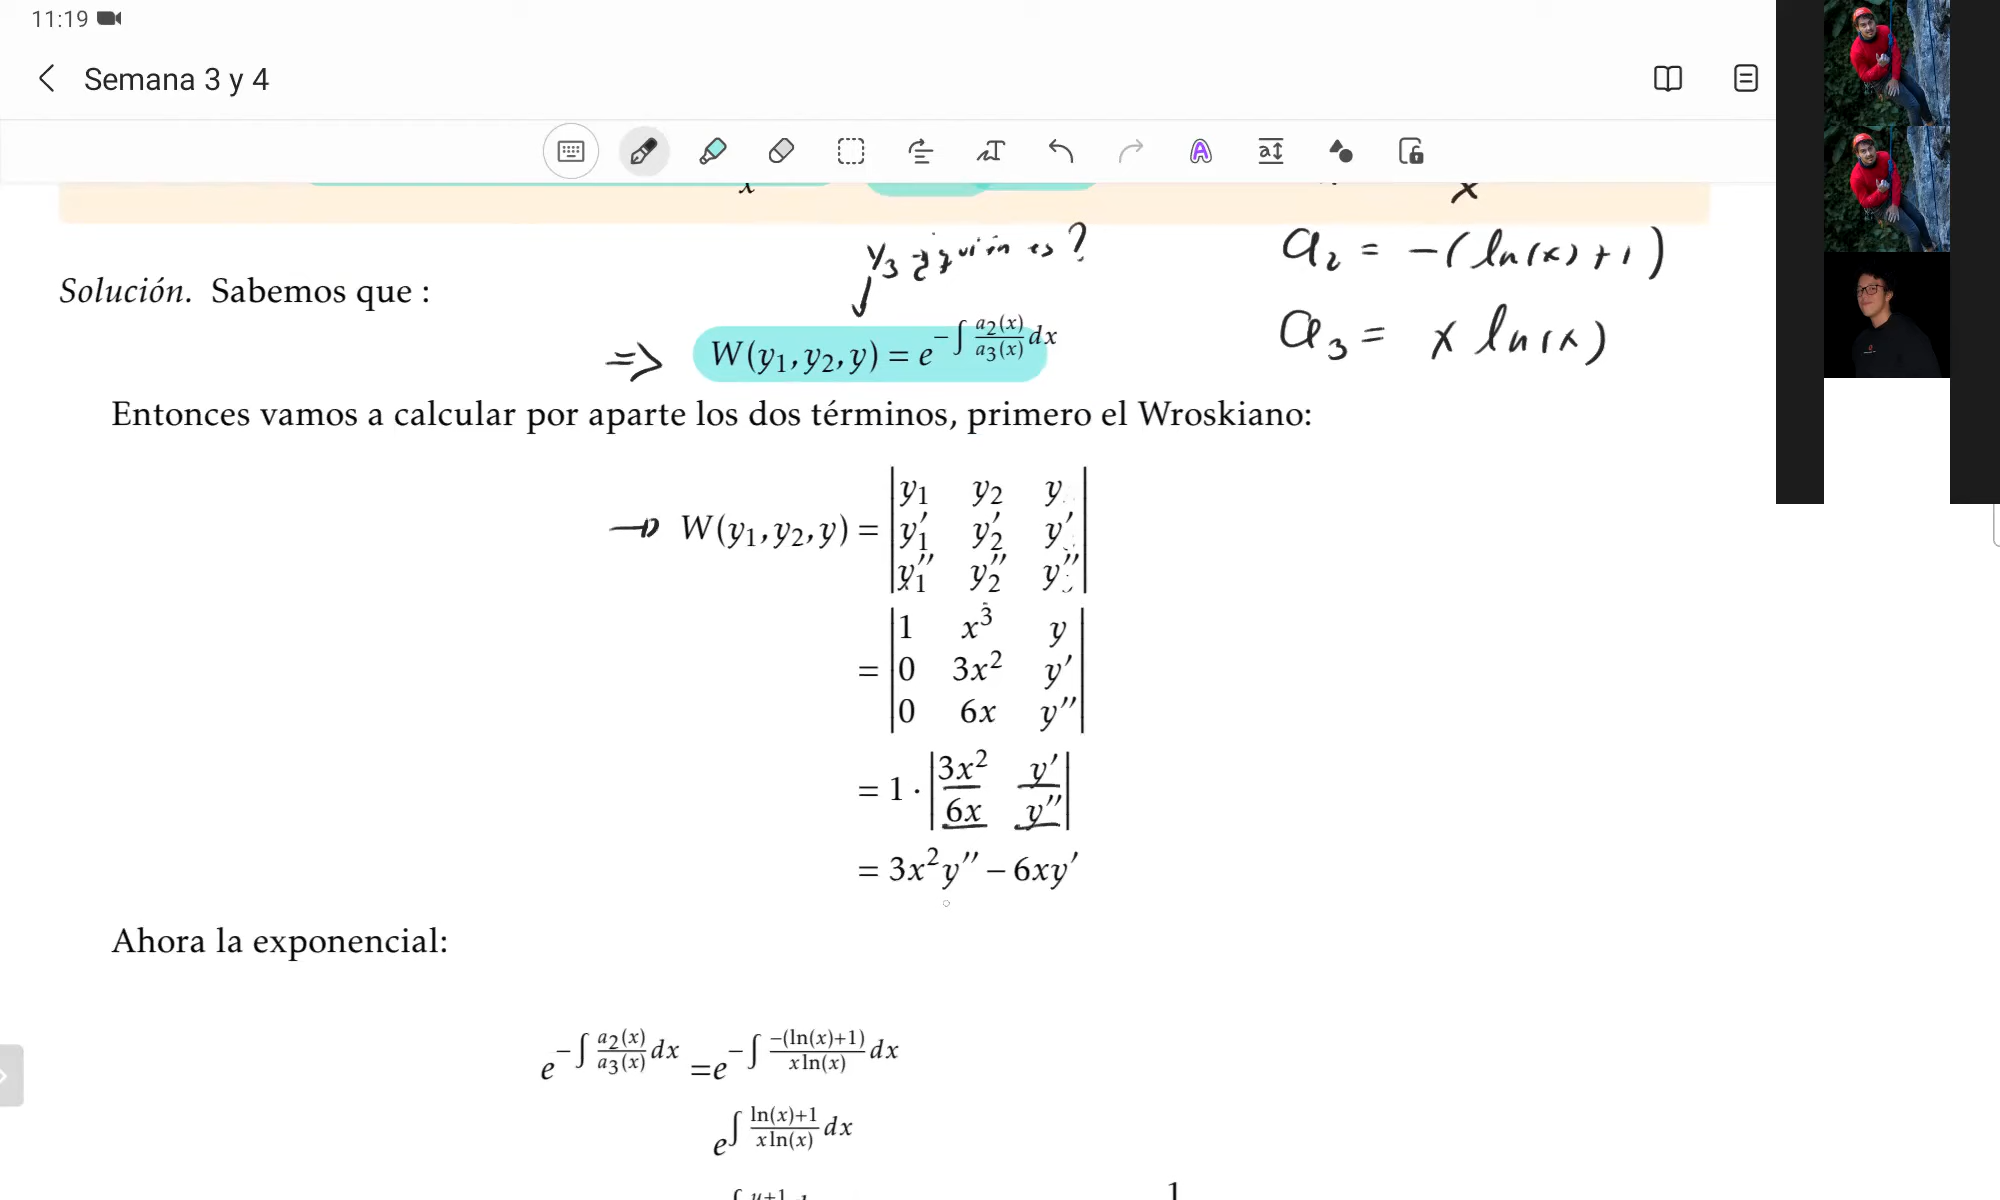 11:19
Semana 3 y 4
x
x
y₃ ¿quién es?
a₂ = -(ln(x)+1)
Solución. Sabemos que :
a₃ = x ln(x)
=> W(y₁,y₂,y) = e^{-∫ a₂(x)/a₃(x) dx}
Entonces vamos a calcular por aparte los dos términos, primero el Wroskiano:
y₁ y₂ y
→ W(y₁,y₂,y) = | y₁′ y₂′ y′ |
y₁″ y₂″ y″
1 x³ y
= | 0 3x² y′ |
0 6x y″
= 1 · | 3x² y′ |
6x y″
= 3x²y″ − 6xy′
Ahora la exponencial:
e^{-∫ a₂(x)/a₃(x) dx} = e^{-∫ -(ln(x)+1)/(x ln(x)) dx}
e^{∫ (ln(x)+1)/(x ln(x)) dx}
∫ u+1
1